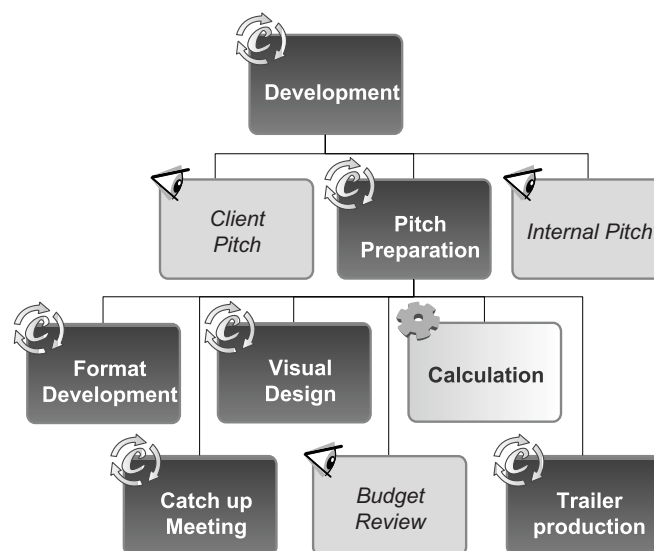 Development
Client
Pitch
Pitch
Preparation
Internal Pitch
Format
Development
Visual
Design
Calculation
Catch up
Meeting
Budget
Review
Trailer
production
C
C
C
C
C
C